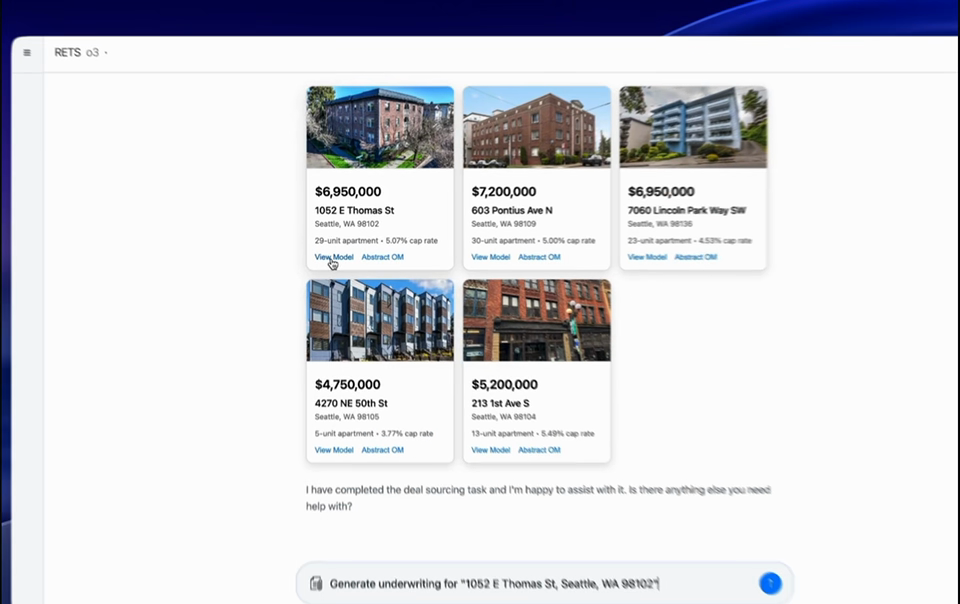 RETS o3
$6,950,000
1052 E Thomas St
Seattle, WA 98102
29-unit apartment • 5.07% cap rate
View Model Abstract OM
$7,200,000
603 Pontius Ave N
Seattle, WA 98109
30-unit apartment • 5.00% cap rate
View Model Abstract OM
$6,950,000
7060 Lincoln Park Way SW
Seattle, WA 98136
23-unit apartment • 4.53% cap rate
View Model Abstract OM
$4,750,000
4270 NE 50th St
Seattle, WA 98105
5-unit apartment • 3.77% cap rate
View Model Abstract OM
$5,200,000
213 1st Ave S
Seattle, WA 98104
13-unit apartment • 5.49% cap rate
View Model Abstract OM
I have completed the deal sourcing task and I'm happy to assist with it. Is there anything else you need
help with?
Generate underwriting for "1052 E Thomas St, Seattle, WA 98102"